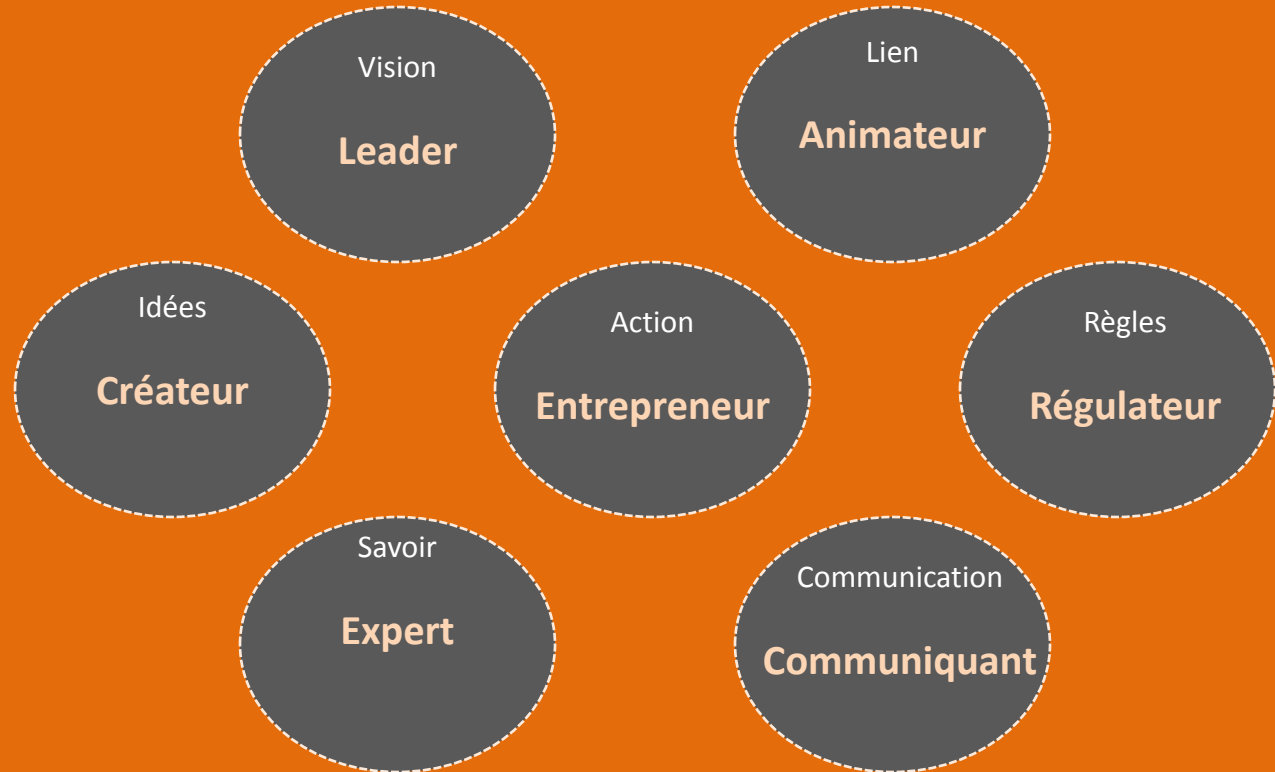 Vision
Leader
Lien
Animateur
Idées
Créateur
Action
Entrepreneur
Règles
Régulateur
Savoir
Expert
Communication
Communiquant